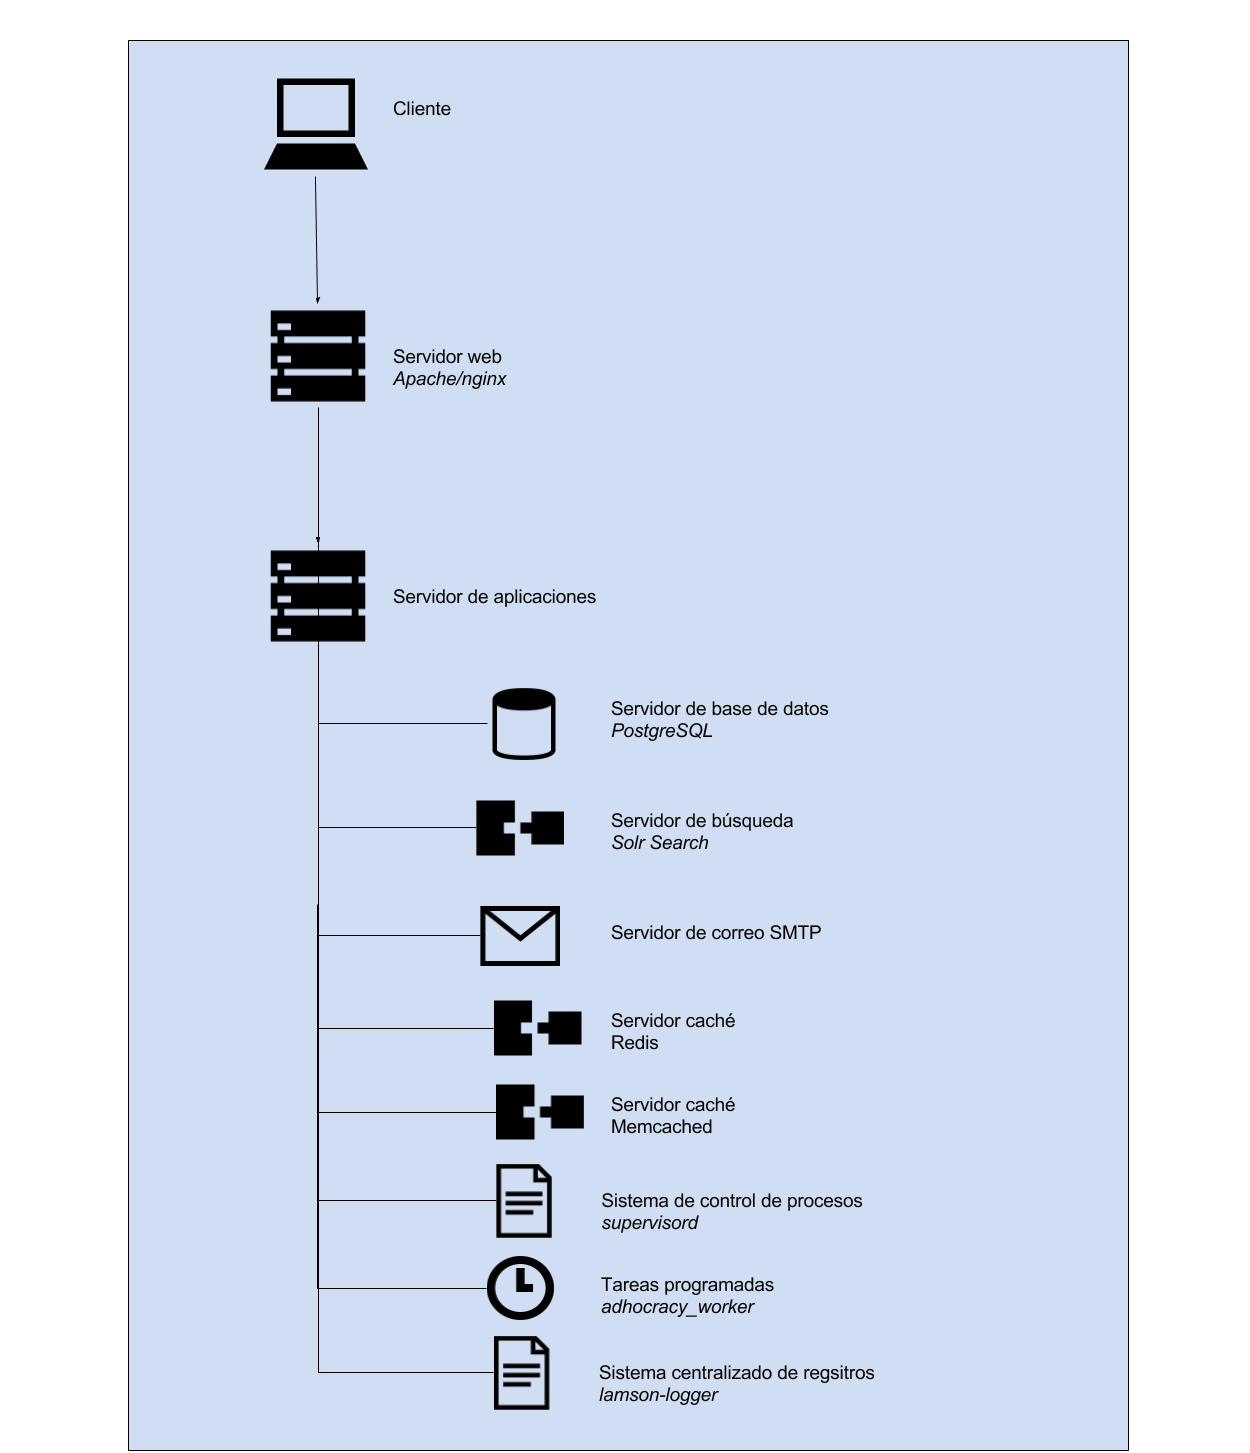 Cliente
Servidor web
Apache/nginx
Servidor de aplicaciones
Servidor de base de datos
PostgreSQL
Servidor de búsqueda
Solr Search
Servidor de correo SMTP
Servidor caché
Redis
Servidor caché
Memcached
Sistema de control de procesos
supervisord
Tareas programadas
adhocracy_worker
Sistema centralizado de regsitros
lamson-logger